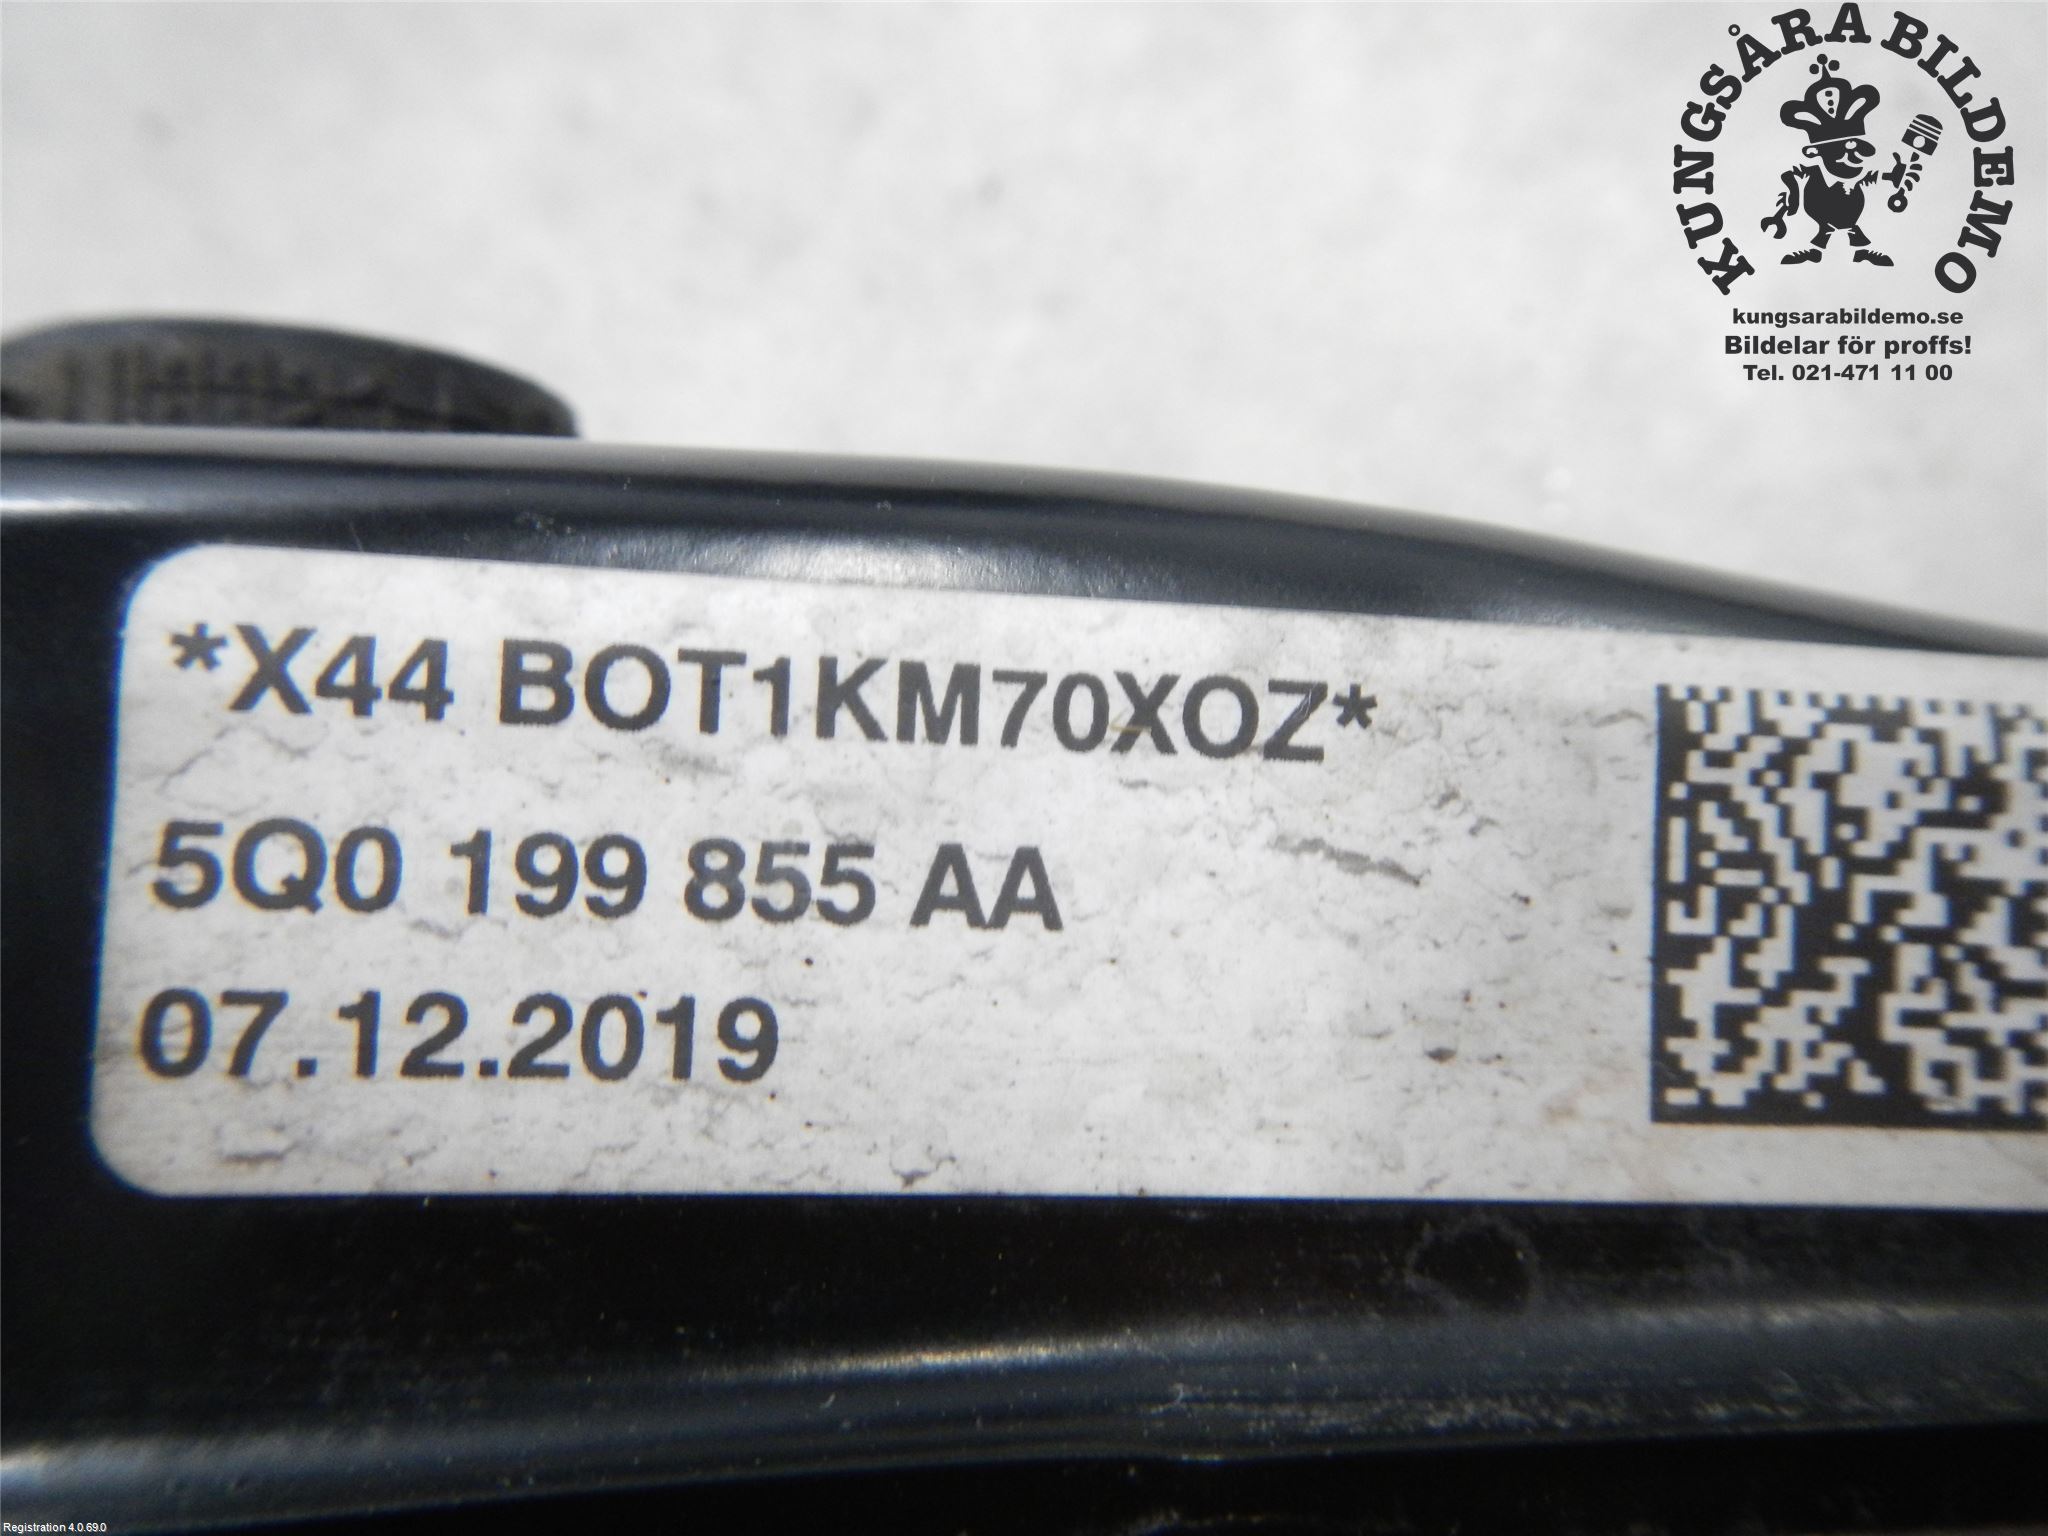 KUNGSÅRA BILDEMO
kungsarabildemo.se
Bildelar för proffs!
Tel. 021-471 11 00
*X44 BOT1KM70XOZ*
5Q0 199 855 AA
07.12.2019
Registration 4.0.69.0